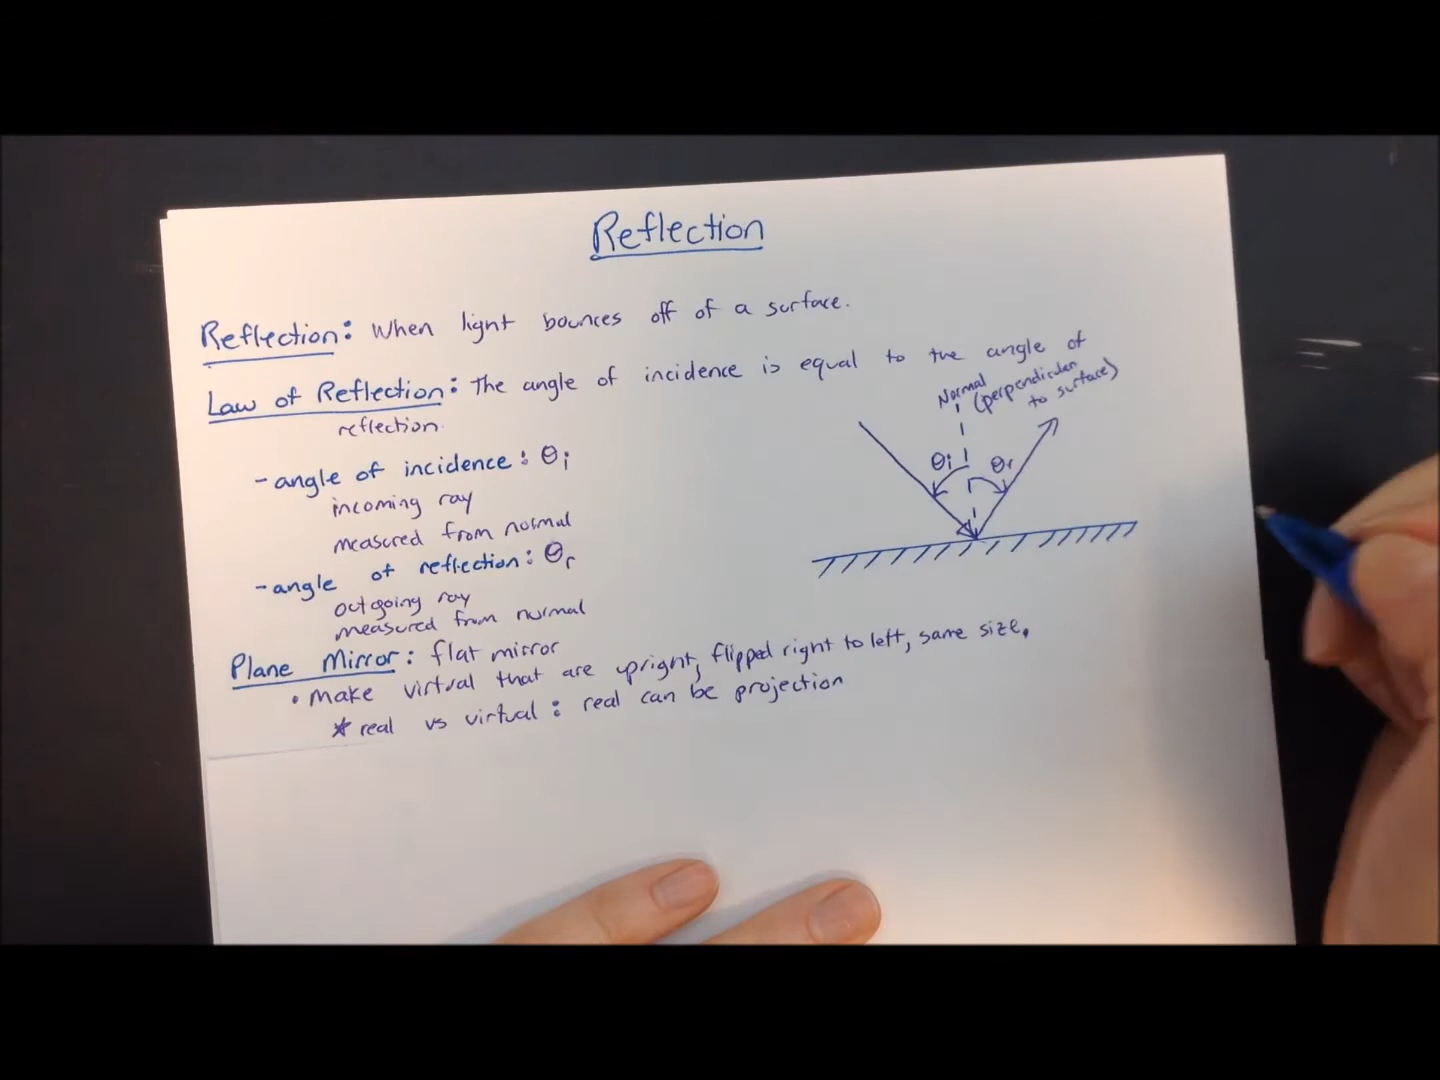 Reflection
Reflection: When light bounces off of a surface.
Law of Reflection: The angle of incidence is equal to the angle of
reflection.
Normal
(perpendicular
to surface)
θi θr
- angle of incidence: θi
incoming ray
measured from normal
- angle of reflection: θr
outgoing ray
measured from normal
Plane Mirror: flat mirror
• Make virtual that are upright, flipped right to left, same size.
* real vs virtual: real can be projection